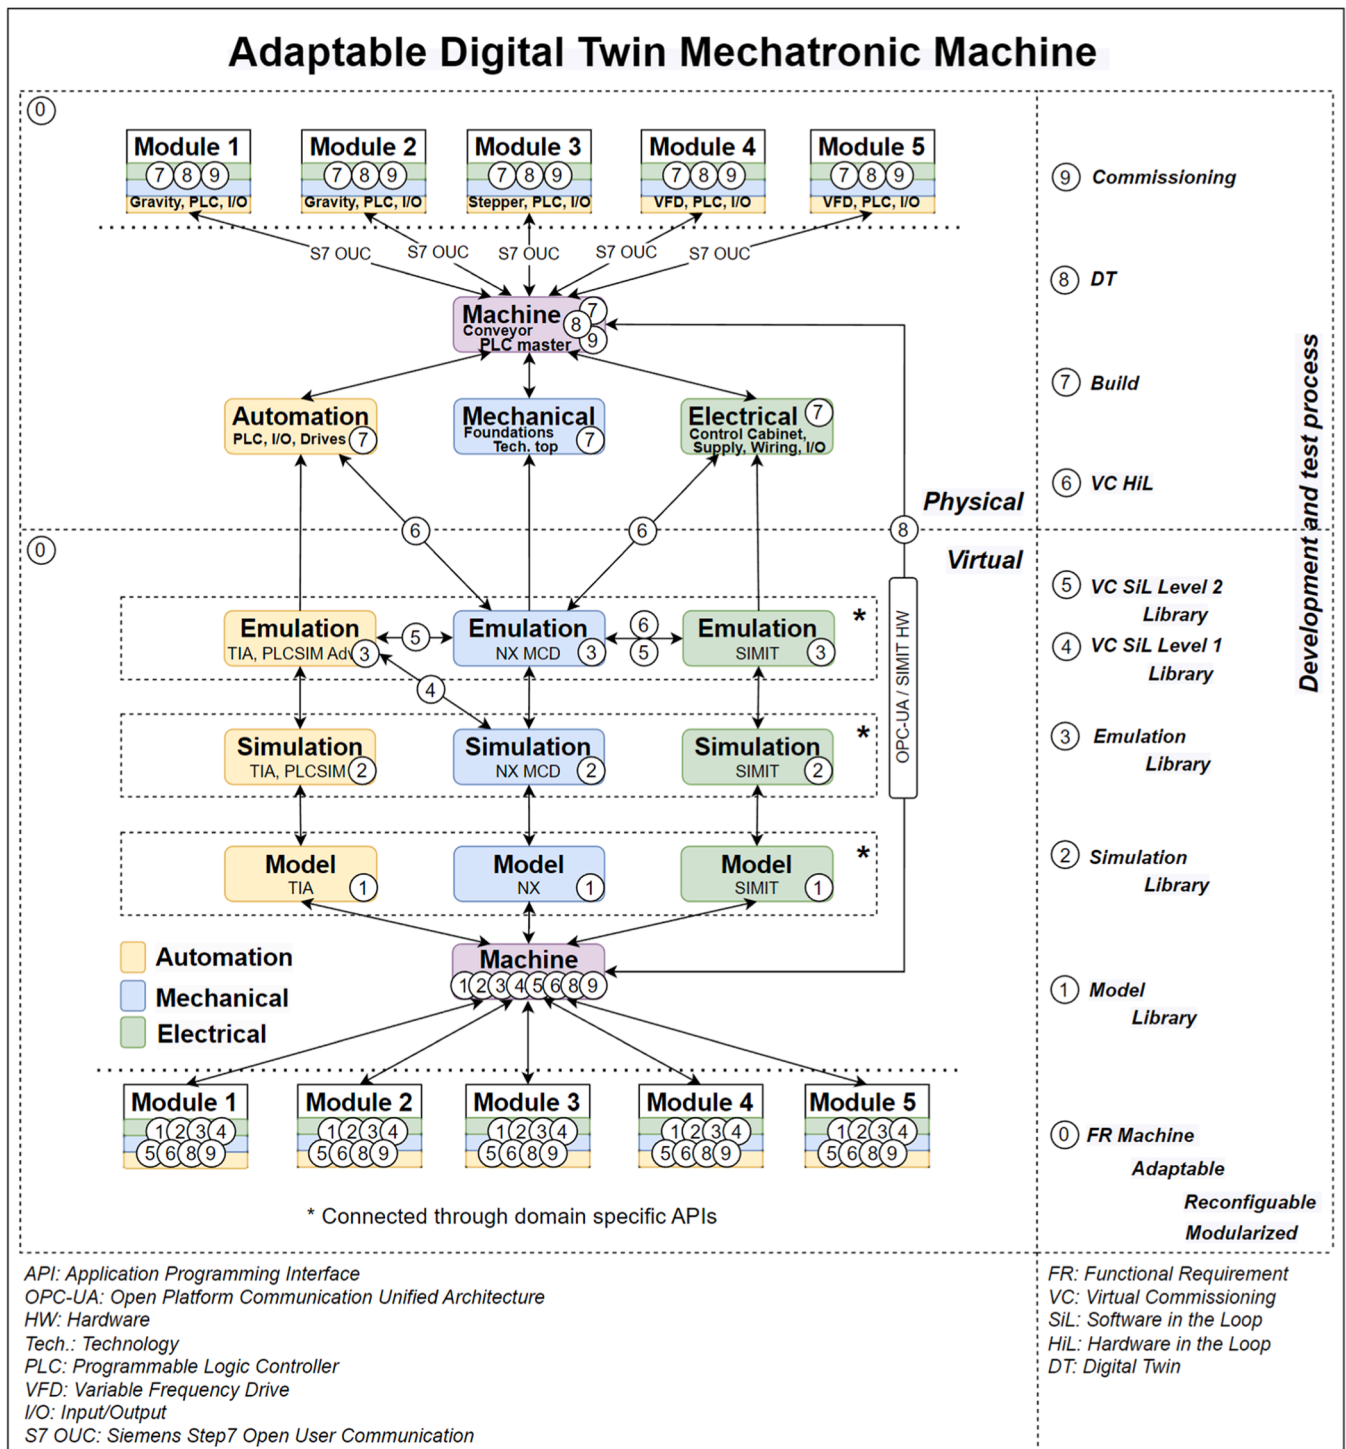 Adaptable Digital Twin Mechatronic Machine
0
Module 1
7 8 9
Gravity, PLC, I/O
Module 2
7 8 9
Gravity, PLC, I/O
Module 3
7 8 9
Stepper, PLC, I/O
Module 4
7 8 9
VFD, PLC, I/O
Module 5
7 8 9
VFD, PLC, I/O
S7 OUC
S7 OUC
S7 OUC
S7 OUC
S7 OUC
Machine
Conveyor
PLC master
7
8
9
Automation
PLC, I/O, Drives
7
Mechanical
Foundations
Tech. top
7
Electrical
Control Cabinet,
Supply, Wiring, I/O
7
Physical
6
6
8
0
Virtual
OPC-UA / SIMIT HW
Emulation
TIA, PLCSIM Adv
3
5
Emulation
NX MCD
3
6
5
Emulation
SIMIT
3
*
4
Simulation
TIA, PLCSIM
2
Simulation
NX MCD
2
Simulation
SIMIT
2
*
Model
TIA
1
Model
NX
1
Model
SIMIT
1
*
Machine
1 2 3 4 5 6 8 9
Automation
Mechanical
Electrical
Module 1
1 2 3 4
5 6 8 9
Module 2
1 2 3 4
5 6 8 9
Module 3
1 2 3 4
5 6 8 9
Module 4
1 2 3 4
5 6 8 9
Module 5
1 2 3 4
5 6 8 9
* Connected through domain specific APIs
9 Commissioning
8 DT
7 Build
6 VC HiL
5 VC SiL Level 2
Library
4 VC SiL Level 1
Library
3 Emulation
Library
2 Simulation
Library
1 Model
Library
0 FR Machine
Adaptable
Reconfiguable
Modularized
Development and test process
API: Application Programming Interface
OPC-UA: Open Platform Communication Unified Architecture
HW: Hardware
Tech.: Technology
PLC: Programmable Logic Controller
VFD: Variable Frequency Drive
I/O: Input/Output
S7 OUC: Siemens Step7 Open User Communication
FR: Functional Requirement
VC: Virtual Commissioning
SiL: Software in the Loop
HiL: Hardware in the Loop
DT: Digital Twin